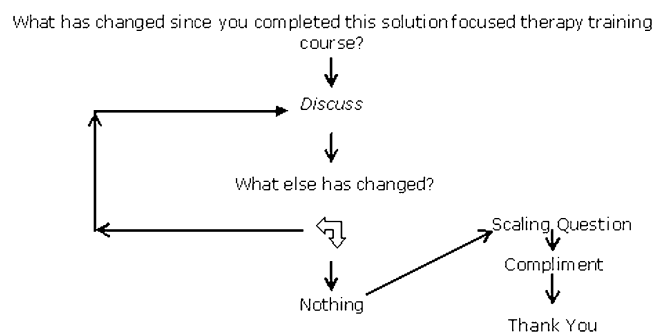 What has changed since you completed this solution focused therapy training
course?
Discuss
What else has changed?
Scaling Question
Compliment
Nothing
Thank You